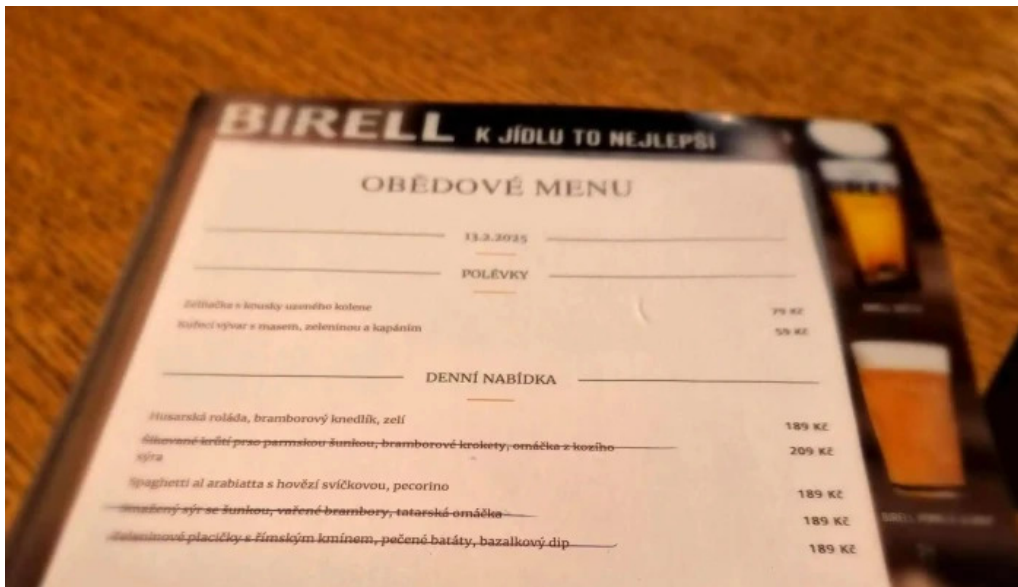 BIRELL K JÍDLU TO NEJLEPŠÍ
OBĚDOVÉ MENU
13.2.2025
POLÉVKY
Zelňačka s kousky uzeného kolene 79 Kč
Kuřecí vývar s masem, zeleninou a kapáním 59 Kč
DENNÍ NABÍDKA
Husarská roláda, bramborový knedlík, zelí 189 Kč
Šikované krůtí prso parmskou šunkou, bramborové krokety, omáčka z kozího 209 Kč
sýra
Spaghetti al arabiatta s hovězí svíčkovou, pecorino 189 Kč
Smažený sýr se šunkou, vařené brambory, tatarská omáčka 189 Kč
Zeleninové placičky s římským kmínem, pečené batáty, bazalkový dip 189 Kč